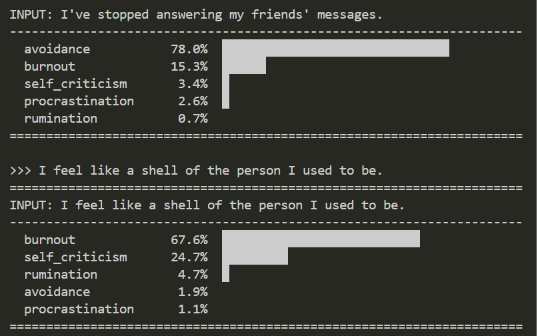 INPUT: I've stopped answering my friends' messages.
----------------------------------------------------------------------
avoidance 78.0%
burnout 15.3%
self_criticism 3.4%
procrastination 2.6%
rumination 0.7%
======================================================================
>>> I feel like a shell of the person I used to be.
======================================================================
INPUT: I feel like a shell of the person I used to be.
----------------------------------------------------------------------
burnout 67.6%
self_criticism 24.7%
rumination 4.7%
avoidance 1.9%
procrastination 1.1%
======================================================================